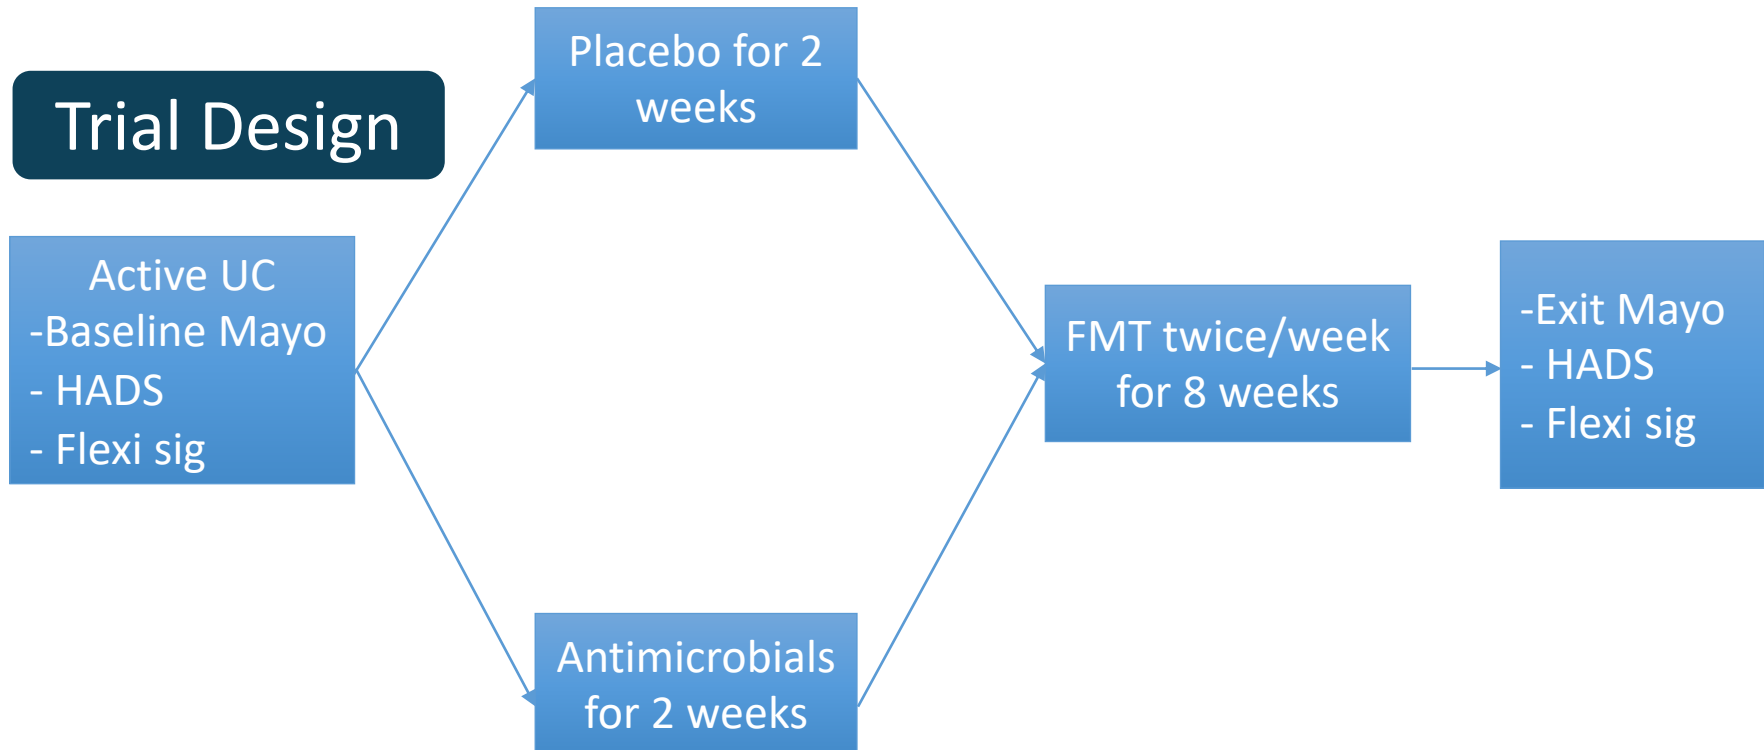 Trial Design
Active UC
-Baseline Mayo
- HADS
- Flexi sig
Placebo for 2
weeks
Antimicrobials
for 2 weeks
FMT twice/week
for 8 weeks
-Exit Mayo
- HADS
- Flexi sig